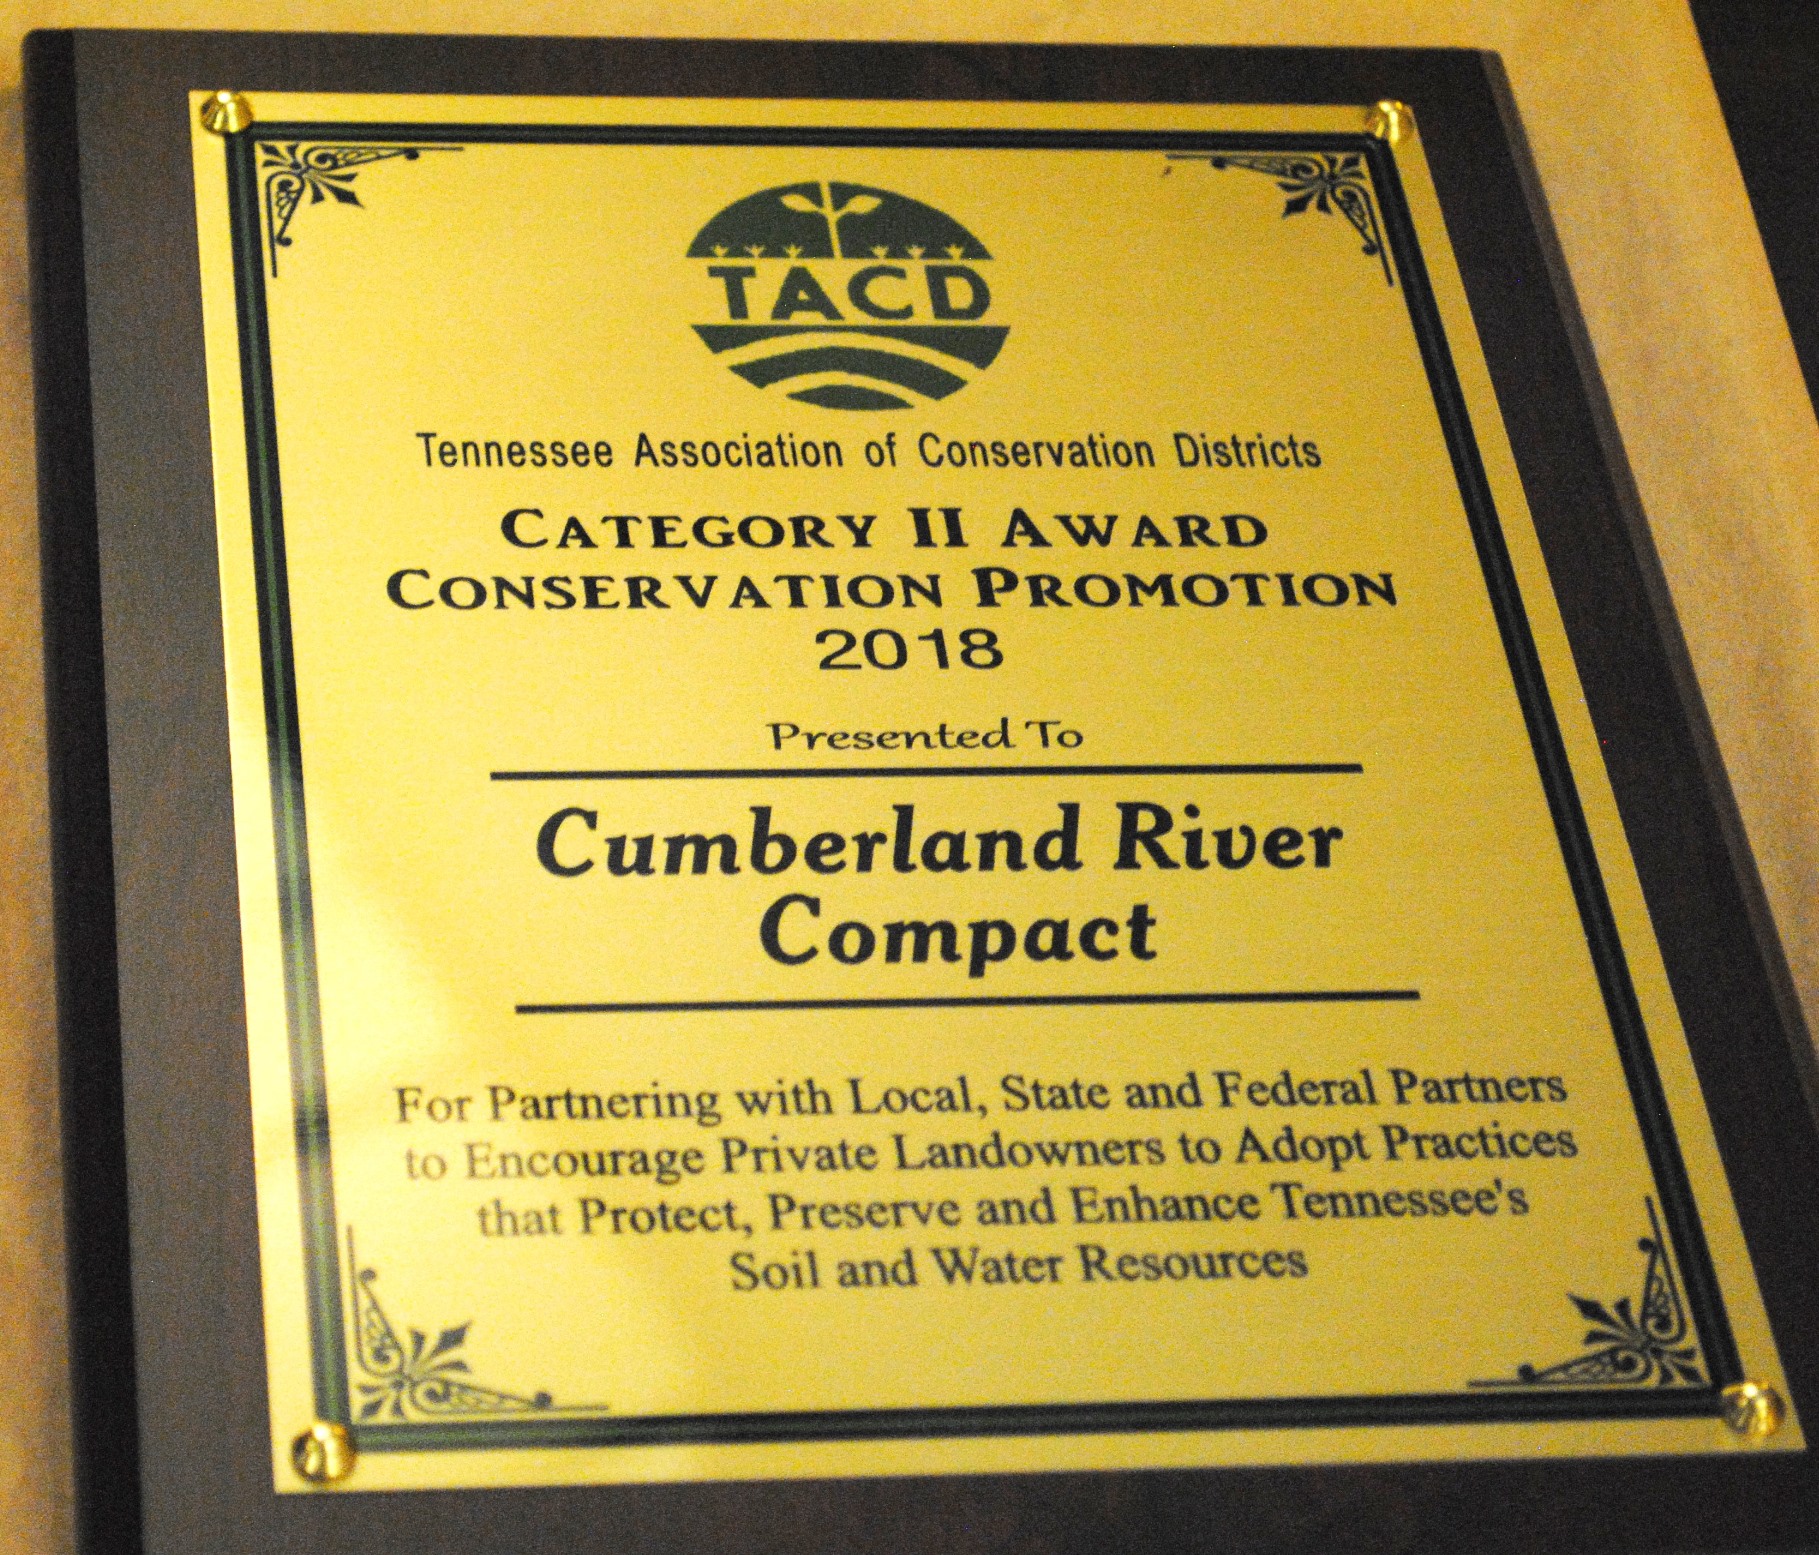 TACD
Tennessee Association of Conservation Districts
CATEGORY II AWARD
CONSERVATION PROMOTION
2018
Presented To
Cumberland River
Compact
For Partnering with Local, State and Federal Partners
to Encourage Private Landowners to Adopt Practices
that Protect, Preserve and Enhance Tennessee's
Soil and Water Resources